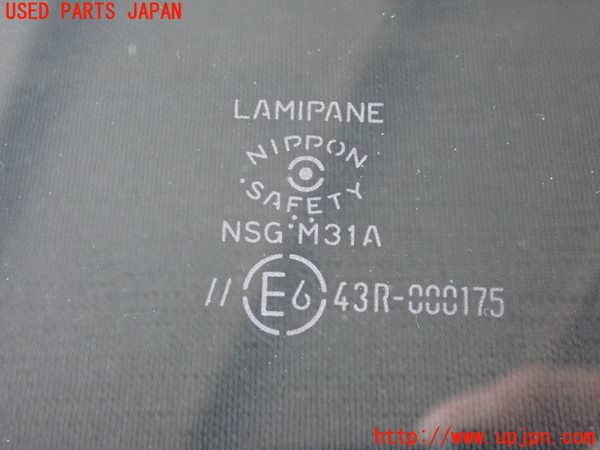 USED PARTS JAPAN
LAMIPANE
NIPPON
SAFETY
NSG M31A
// E6 43R-000175
http://www.upjpn.com/